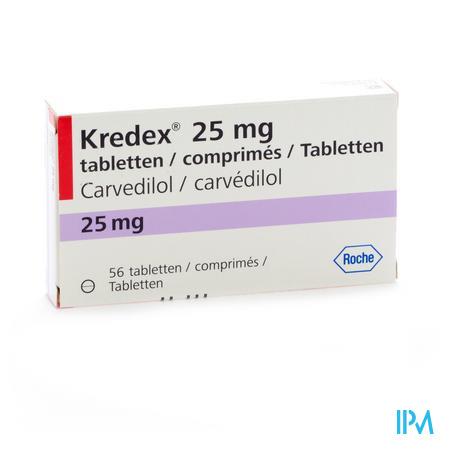 Kredex® 25 mg
tabletten / comprimés / Tabletten
Carvedilol / carvédilol
25 mg
56 tabletten / comprimés /
Tabletten
Roche
IPM